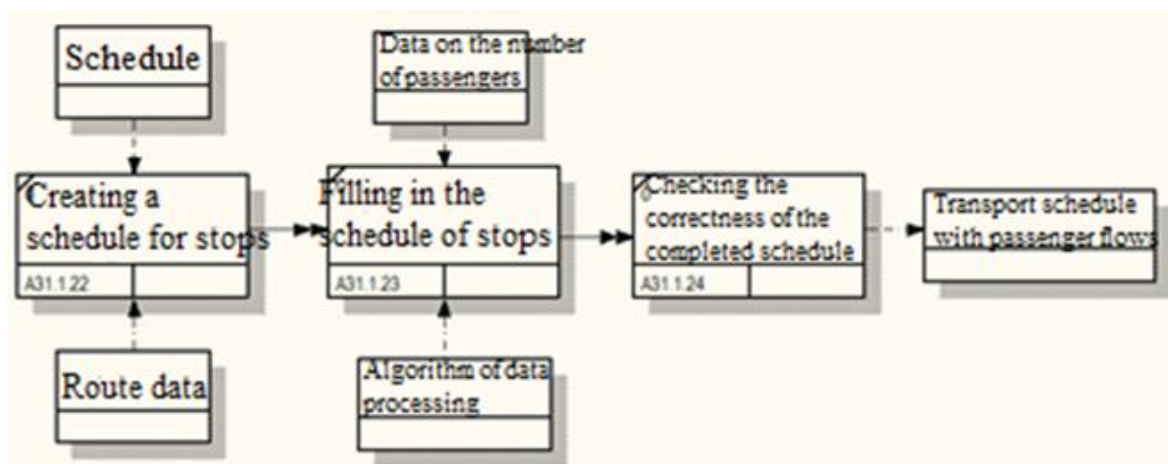 Schedule
Data on the number
of passengers
Creating a
schedule for stops
A31.1.22
Filling in the
schedule of stops
A31.1.23
Checking the
correctness of the
completed schedule
A31.1.24
Transport schedule
with passenger flows
Route data
Algorithm of data
processing